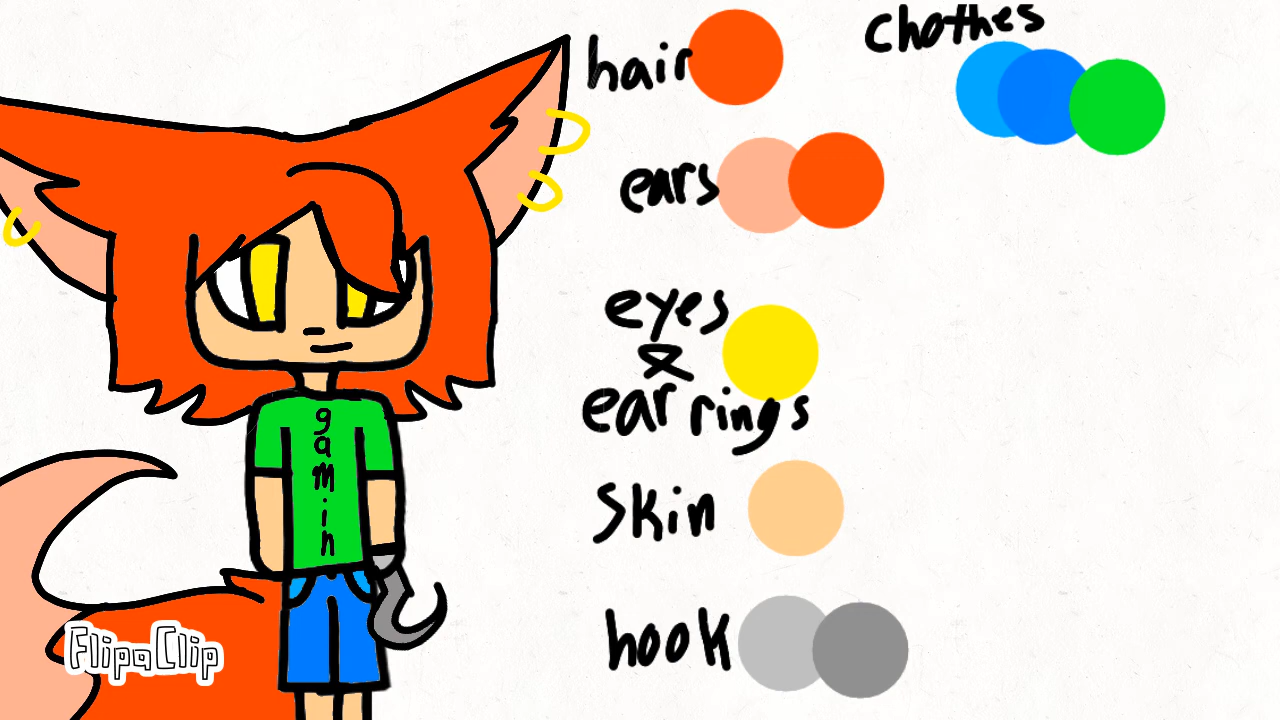 hair
chothes
ears
eyes
&
earrings
skin
hook
gamin
FlipaClip